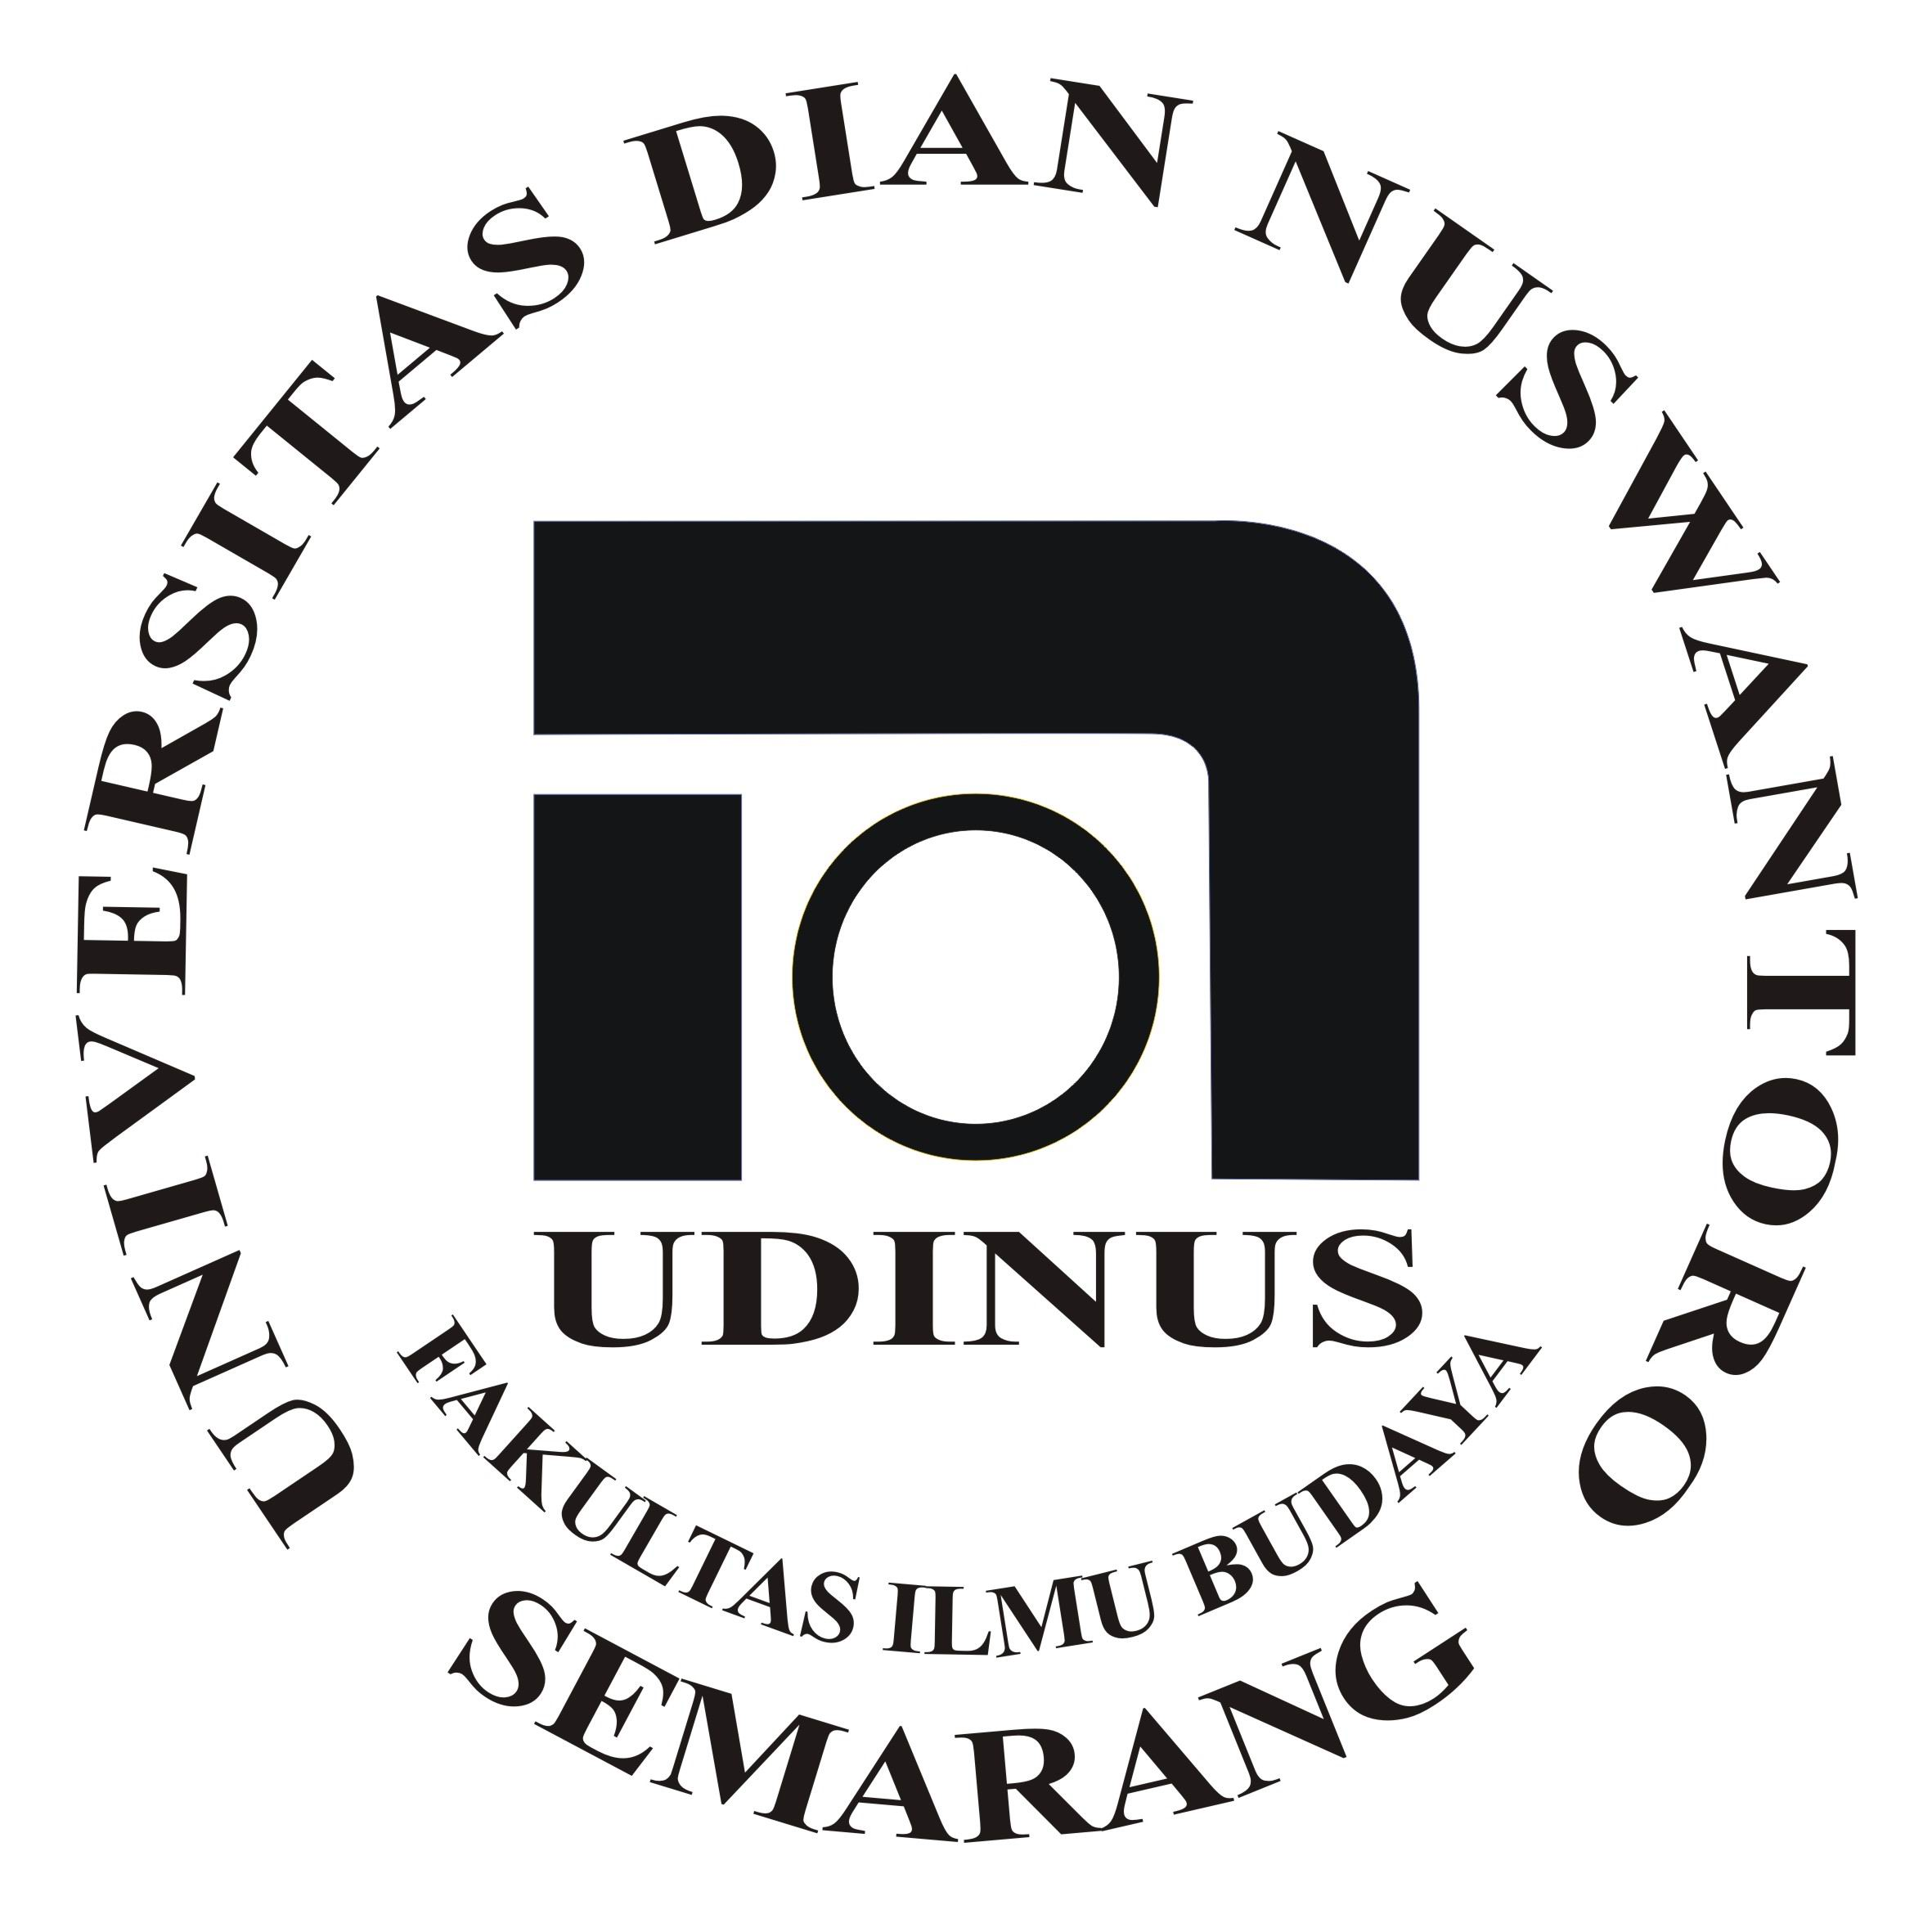 UNIVERSITAS DIAN NUSWANTORO
UDINUS
FAKULTAS ILMU BUDAYA
SEMARANG